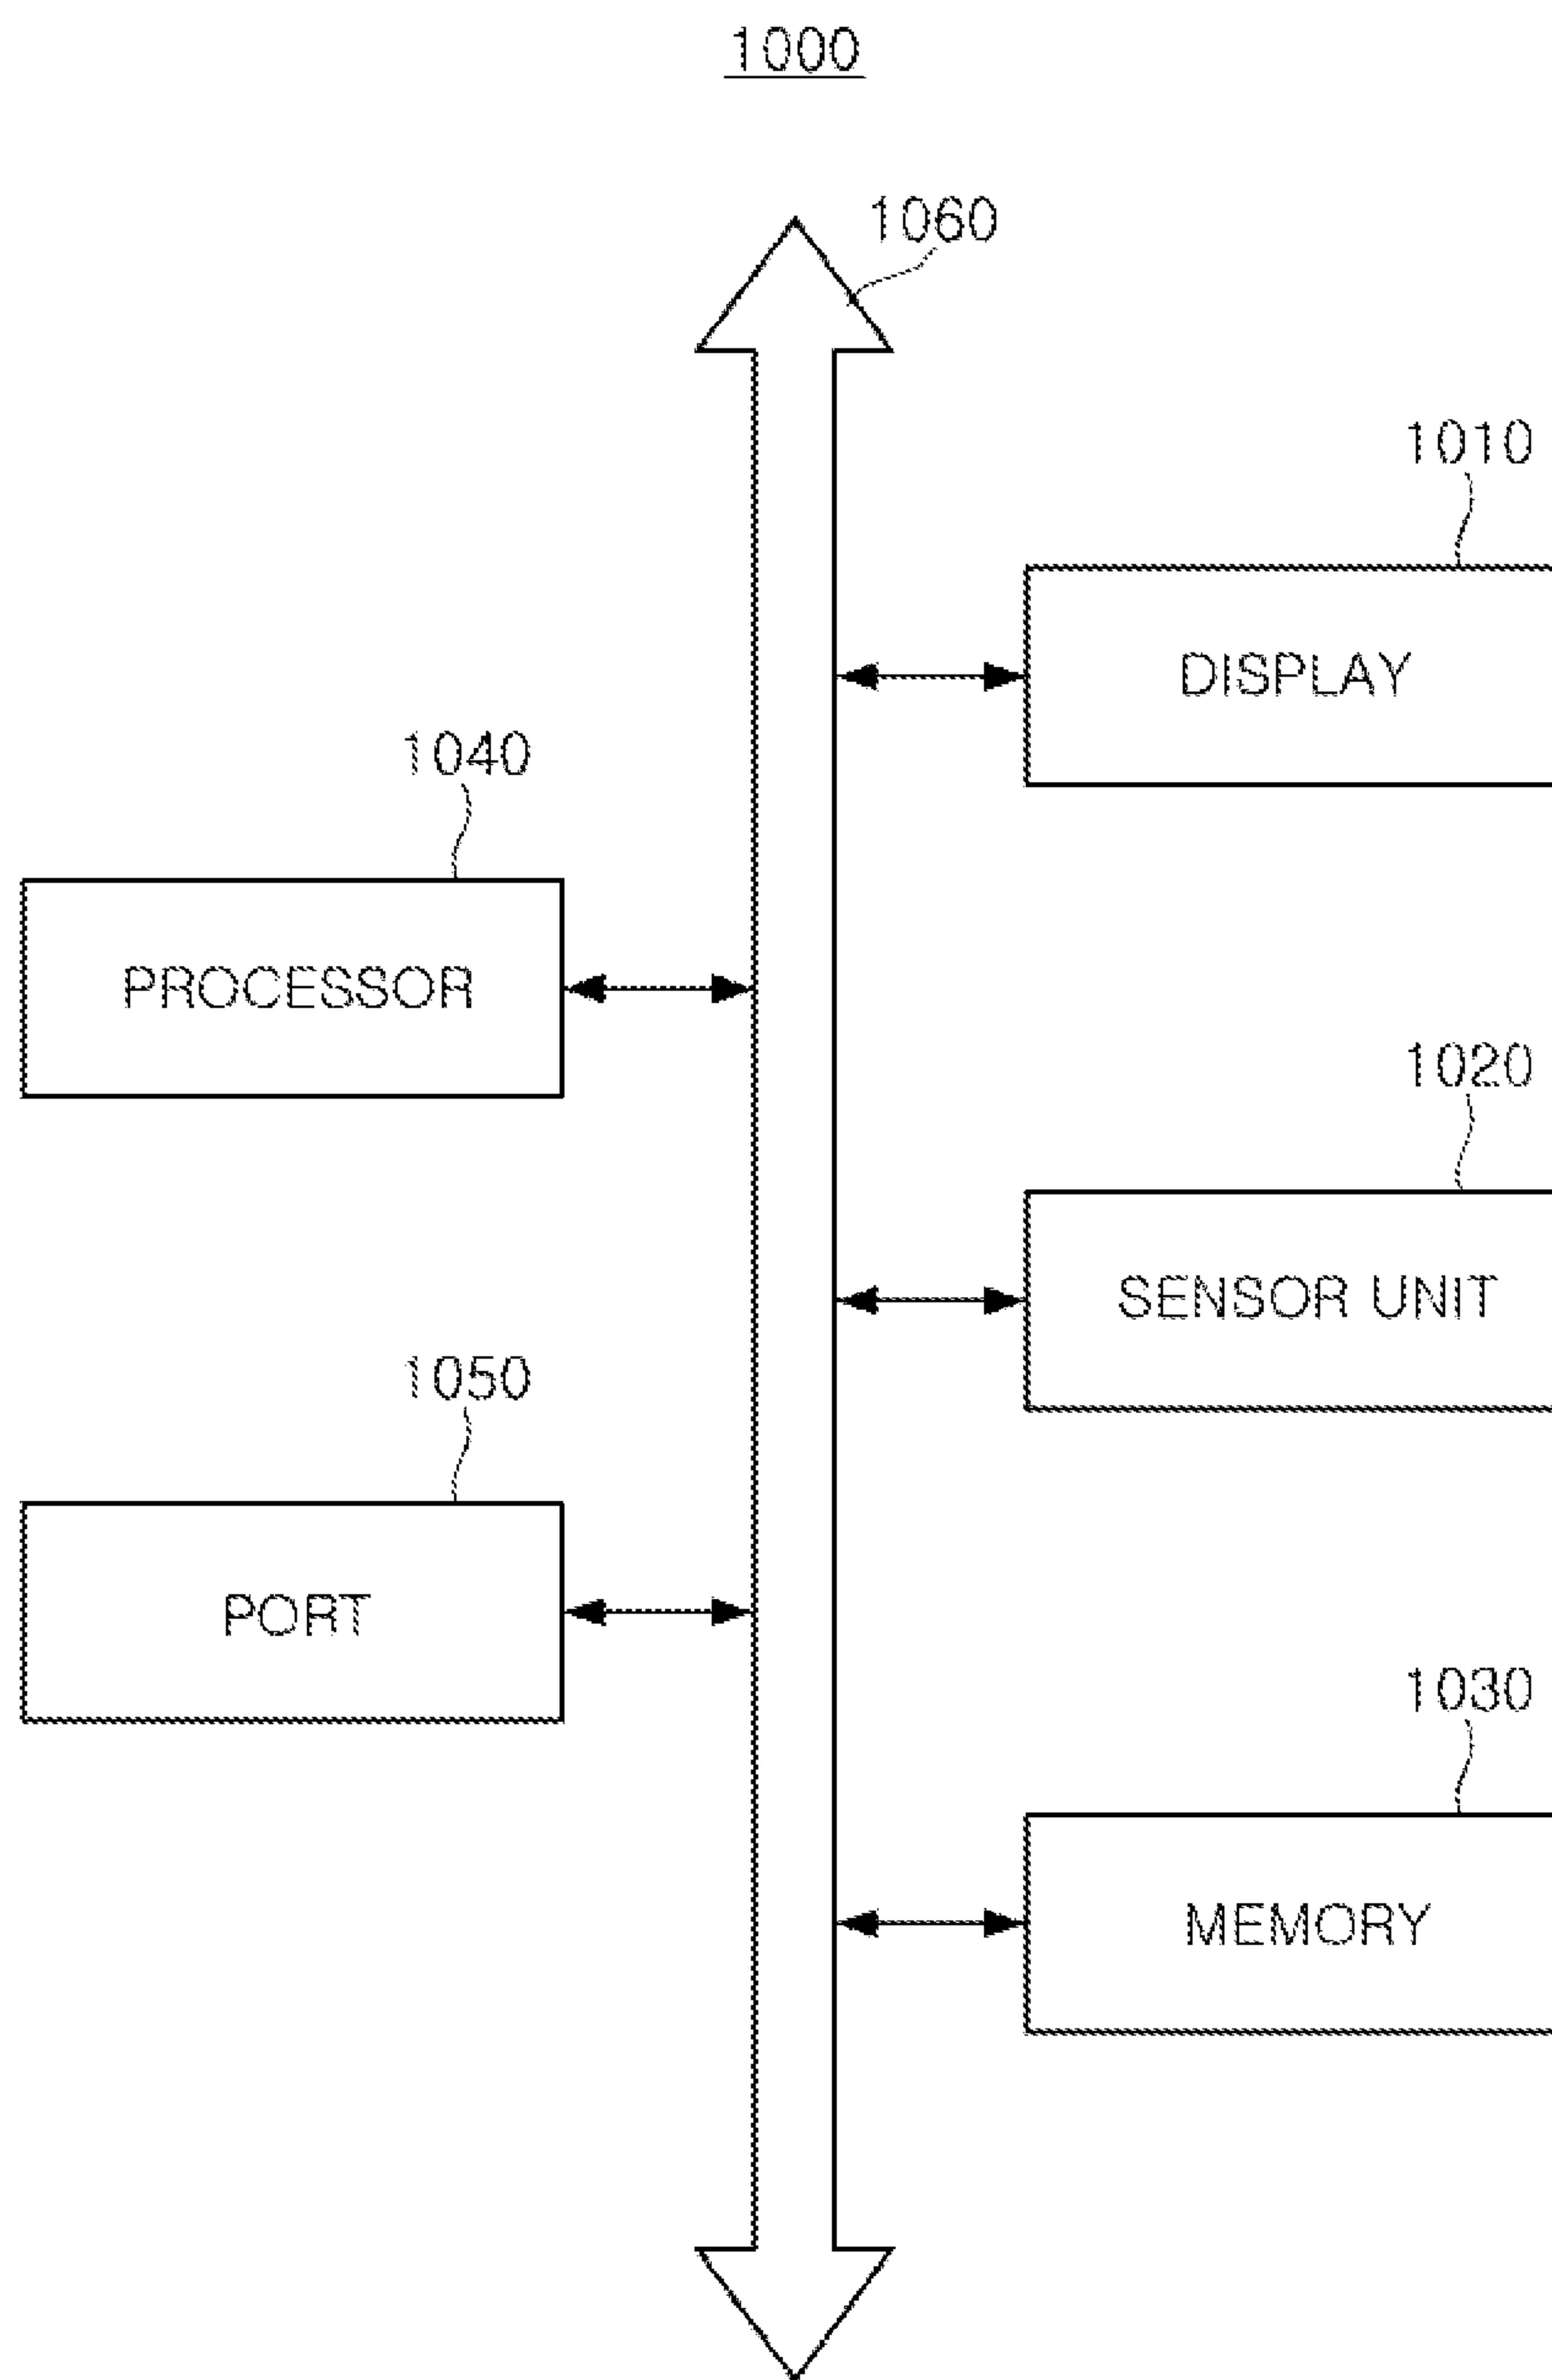 1000
1060
1010
DISPLAY
1040
PROCESSOR
1020
SENSOR UNIT
1050
PORT
1030
MEMORY